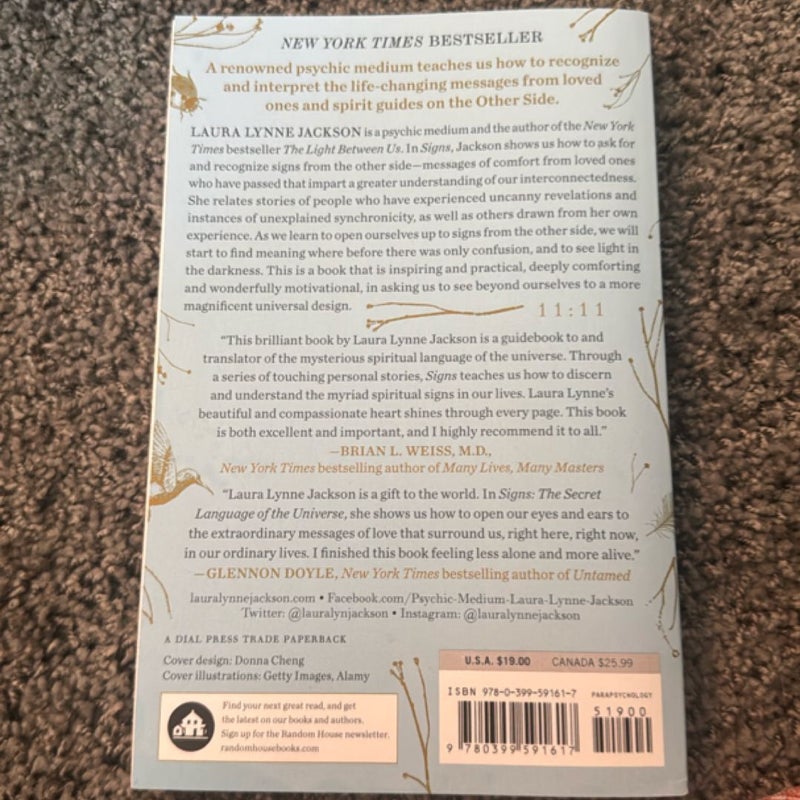 NEW YORK TIMES BESTSELLER
A renowned psychic medium teaches us how to recognize
and interpret the life-changing messages from loved
ones and spirit guides on the Other Side.
LAURA LYNNE JACKSON is a psychic medium and the author of the New York
Times bestseller The Light Between Us. In Signs, Jackson shows us how to ask for
and recognize signs from the other side—messages of comfort from loved ones
who have passed that impart a greater understanding of our interconnectedness.
She relates stories of people who have experienced uncanny revelations and
instances of unexplained synchronicity, as well as others drawn from her own
experience. As we learn to open ourselves up to signs from the other side, we will
start to find meaning where before there was only confusion, and to see light in
the darkness. This is a book that is inspiring and practical, deeply comforting
and wonderfully motivational, in asking us to see beyond ourselves to a more
magnificent universal design.
11:11
“This brilliant book by Laura Lynne Jackson is a guidebook to and
translator of the mysterious spiritual language of the universe. Through
a series of touching personal stories, Signs teaches us how to discern
and understand the myriad spiritual signs in our lives. Laura Lynne’s
beautiful and compassionate heart shines through every page. This book
is both excellent and important, and I highly recommend it to all.”
—BRIAN L. WEISS, M.D.,
New York Times bestselling author of Many Lives, Many Masters
“Laura Lynne Jackson is a gift to the world. In Signs: The Secret
Language of the Universe, she shows us how to open our eyes and ears to
the extraordinary messages of love that surround us, right here, right now,
in our ordinary lives. I finished this book feeling less alone and more alive.”
—GLENNON DOYLE, New York Times bestselling author of Untamed
lauralynnejackson.com • Facebook.com/Psychic-Medium-Laura-Lynne-Jackson
Twitter: @lauralynjackson • Instagram: @lauralynnejackson
A DIAL PRESS TRADE PAPERBACK
Cover design: Donna Cheng
Cover illustrations: Getty Images, Alamy
Find your next great read, and get
the latest on our books and authors.
Sign up for the Random House newsletter.
randomhousebooks.com
U.S.A. $19.00 CANADA $25.99
ISBN 978-0-399-59161-7 PARAPSYCHOLOGY
51900
9 780399 591617